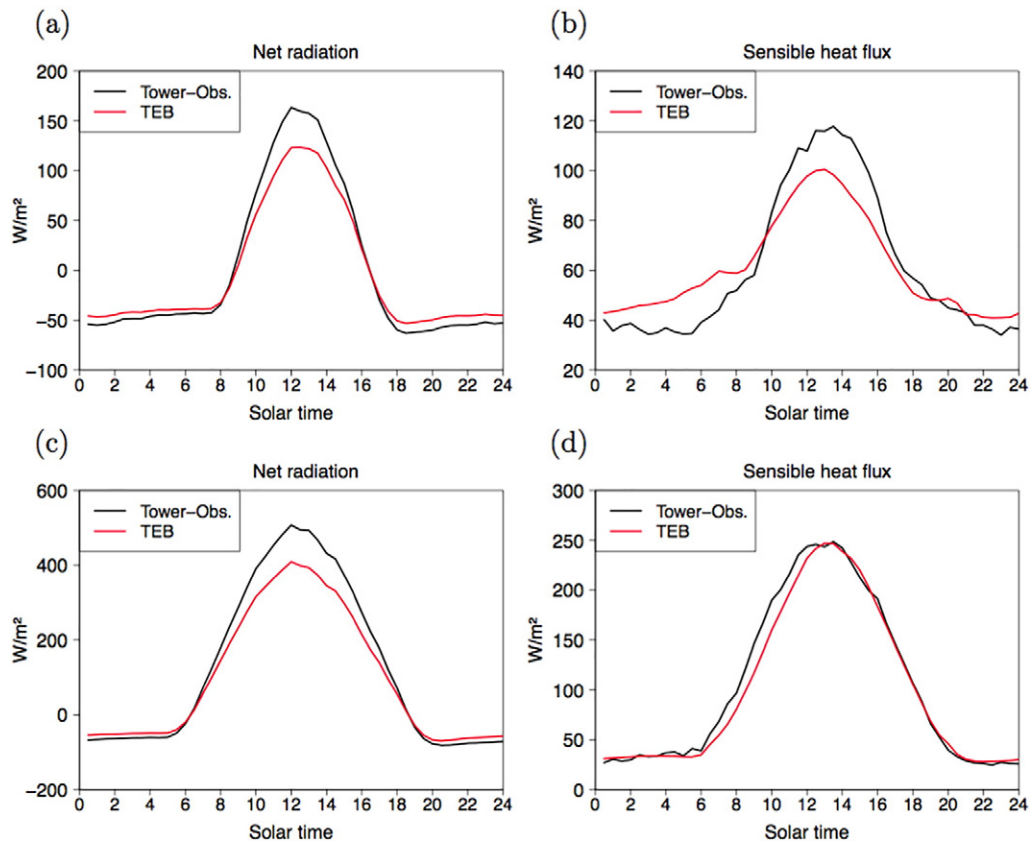 (a)
Net radiation
200
150
100
50
0
−50
−100
W/m²
Tower−Obs.
TEB
0 2 4 6 8 10 12 14 16 18 20 22 24
Solar time
(b)
Sensible heat flux
140
120
100
80
60
40
20
W/m²
Tower−Obs.
TEB
0 2 4 6 8 10 12 14 16 18 20 22 24
Solar time
(c)
Net radiation
600
400
200
0
−200
W/m²
Tower−Obs.
TEB
0 2 4 6 8 10 12 14 16 18 20 22 24
Solar time
(d)
Sensible heat flux
300
250
200
150
100
50
0
W/m²
Tower−Obs.
TEB
0 2 4 6 8 10 12 14 16 18 20 22 24
Solar time